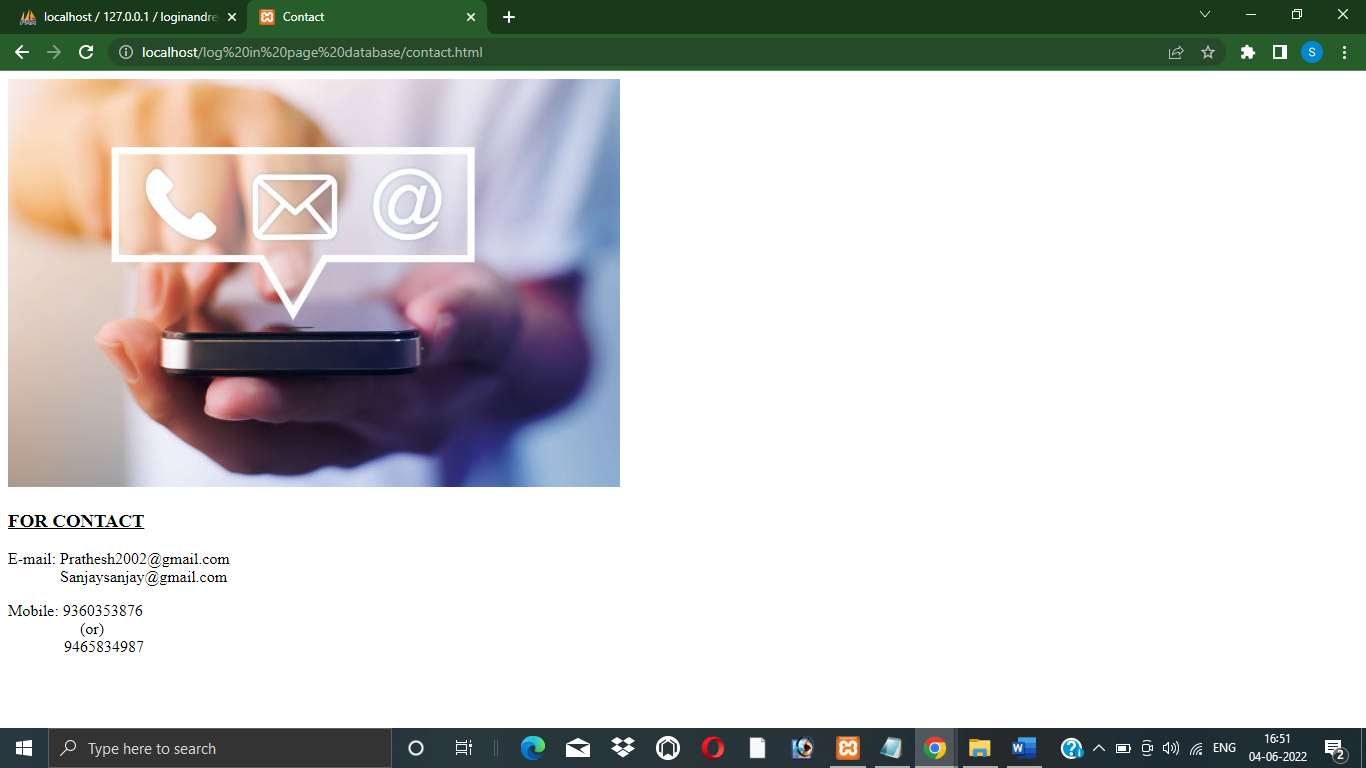 localhost / 127.0.0.1 / loginandre
Contact
localhost/log%20in%20page%20database/contact.html
S
@
FOR CONTACT
E-mail: Prathesh2002@gmail.com
Sanjaysanjay@gmail.com
Mobile: 9360353876
(or)
9465834987
Type here to search
ENG
16:51
04-06-2022
2